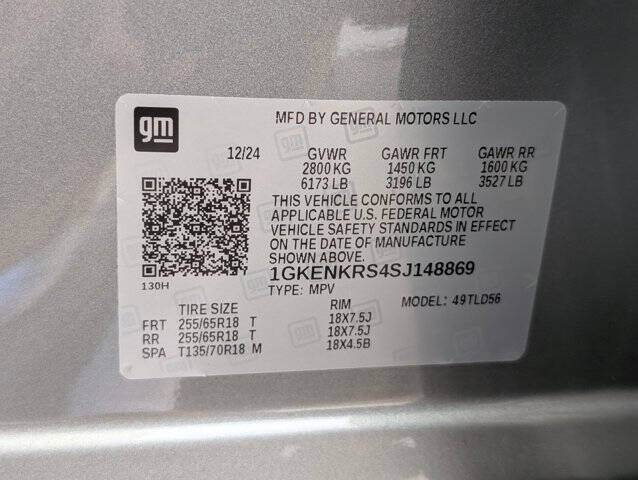 gm
MFD BY GENERAL MOTORS LLC
12/24 GVWR GAWR FRT GAWR RR
2800 KG 1450 KG 1600 KG
6173 LB 3196 LB 3527 LB
THIS VEHICLE CONFORMS TO ALL
APPLICABLE U.S. FEDERAL MOTOR
VEHICLE SAFETY STANDARDS IN EFFECT
ON THE DATE OF MANUFACTURE
SHOWN ABOVE.
1GKENKRS4SJ148869
130H
TYPE: MPV MODEL: 49TLD56
TIRE SIZE RIM
FRT 255/65R18 T 18X7.5J
RR 255/65R18 T 18X7.5J
SPA T135/70R18 M 18X4.5B